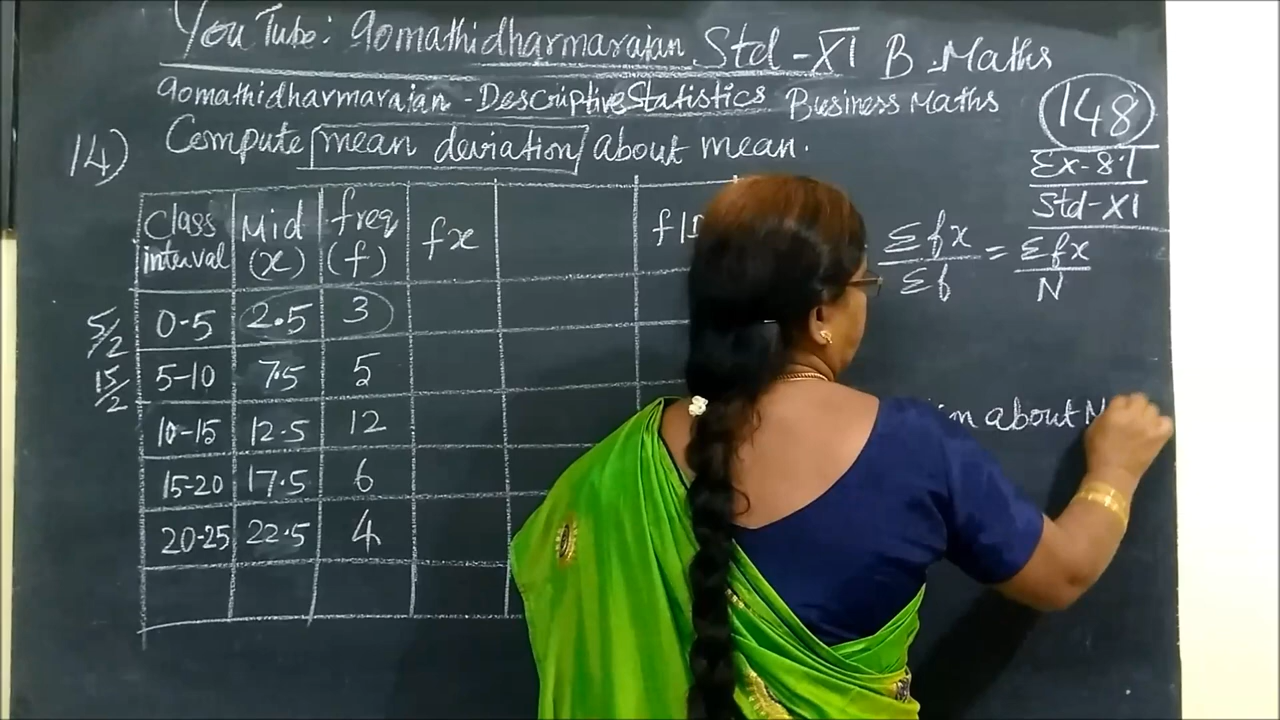 YouTube: gomathidharmarajan Std-XI B.Maths
gomathidharmarajan-Descriptive Statistics Business Maths
148
Ex-8.1
Std-XI
14) Compute mean deviation about mean.
Class interval Mid (x) freq (f) fx f|D
Σfx/Σf = Σfx/N
5/2 0-5 2.5 3
15/2 5-10 7.5 5
10-15 12.5 12
about
15-20 17.5 6
20-25 22.5 4